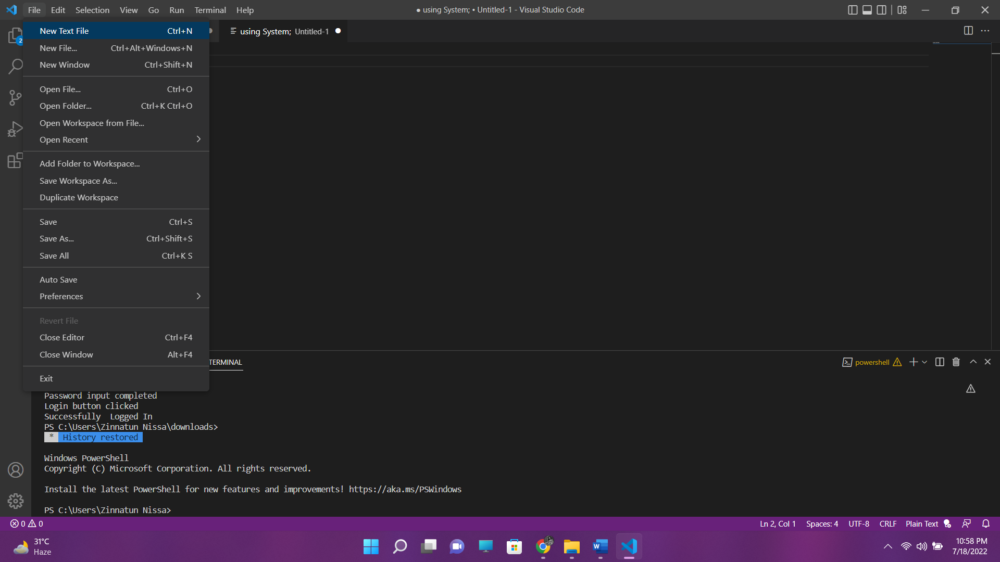 File Edit Selection View Go Run Terminal Help
● using System; • Untitled-1 - Visual Studio Code
using System; Untitled-1
New Text File Ctrl+N
New File... Ctrl+Alt+Windows+N
New Window Ctrl+Shift+N
Open File... Ctrl+O
Open Folder... Ctrl+K Ctrl+O
Open Workspace from File...
Open Recent
Add Folder to Workspace...
Save Workspace As...
Duplicate Workspace
Save Ctrl+S
Save As... Ctrl+Shift+S
Save All Ctrl+K S
Auto Save
Preferences
Revert File
Close Editor Ctrl+F4
Close Window Alt+F4
Exit
2
TERMINAL
powershell
Password input completed
Login button clicked
Successfully  Logged In
PS C:\Users\Zinnatun Nissa\downloads>
* History restored
Windows PowerShell
Copyright (C) Microsoft Corporation. All rights reserved.
Install the latest PowerShell for new features and improvements! https://aka.ms/PSWindows
PS C:\Users\Zinnatun Nissa>
0 0
Ln 2, Col 1 Spaces: 4 UTF-8 CRLF Plain Text
31°C
Haze
W
10:58 PM
7/18/2022